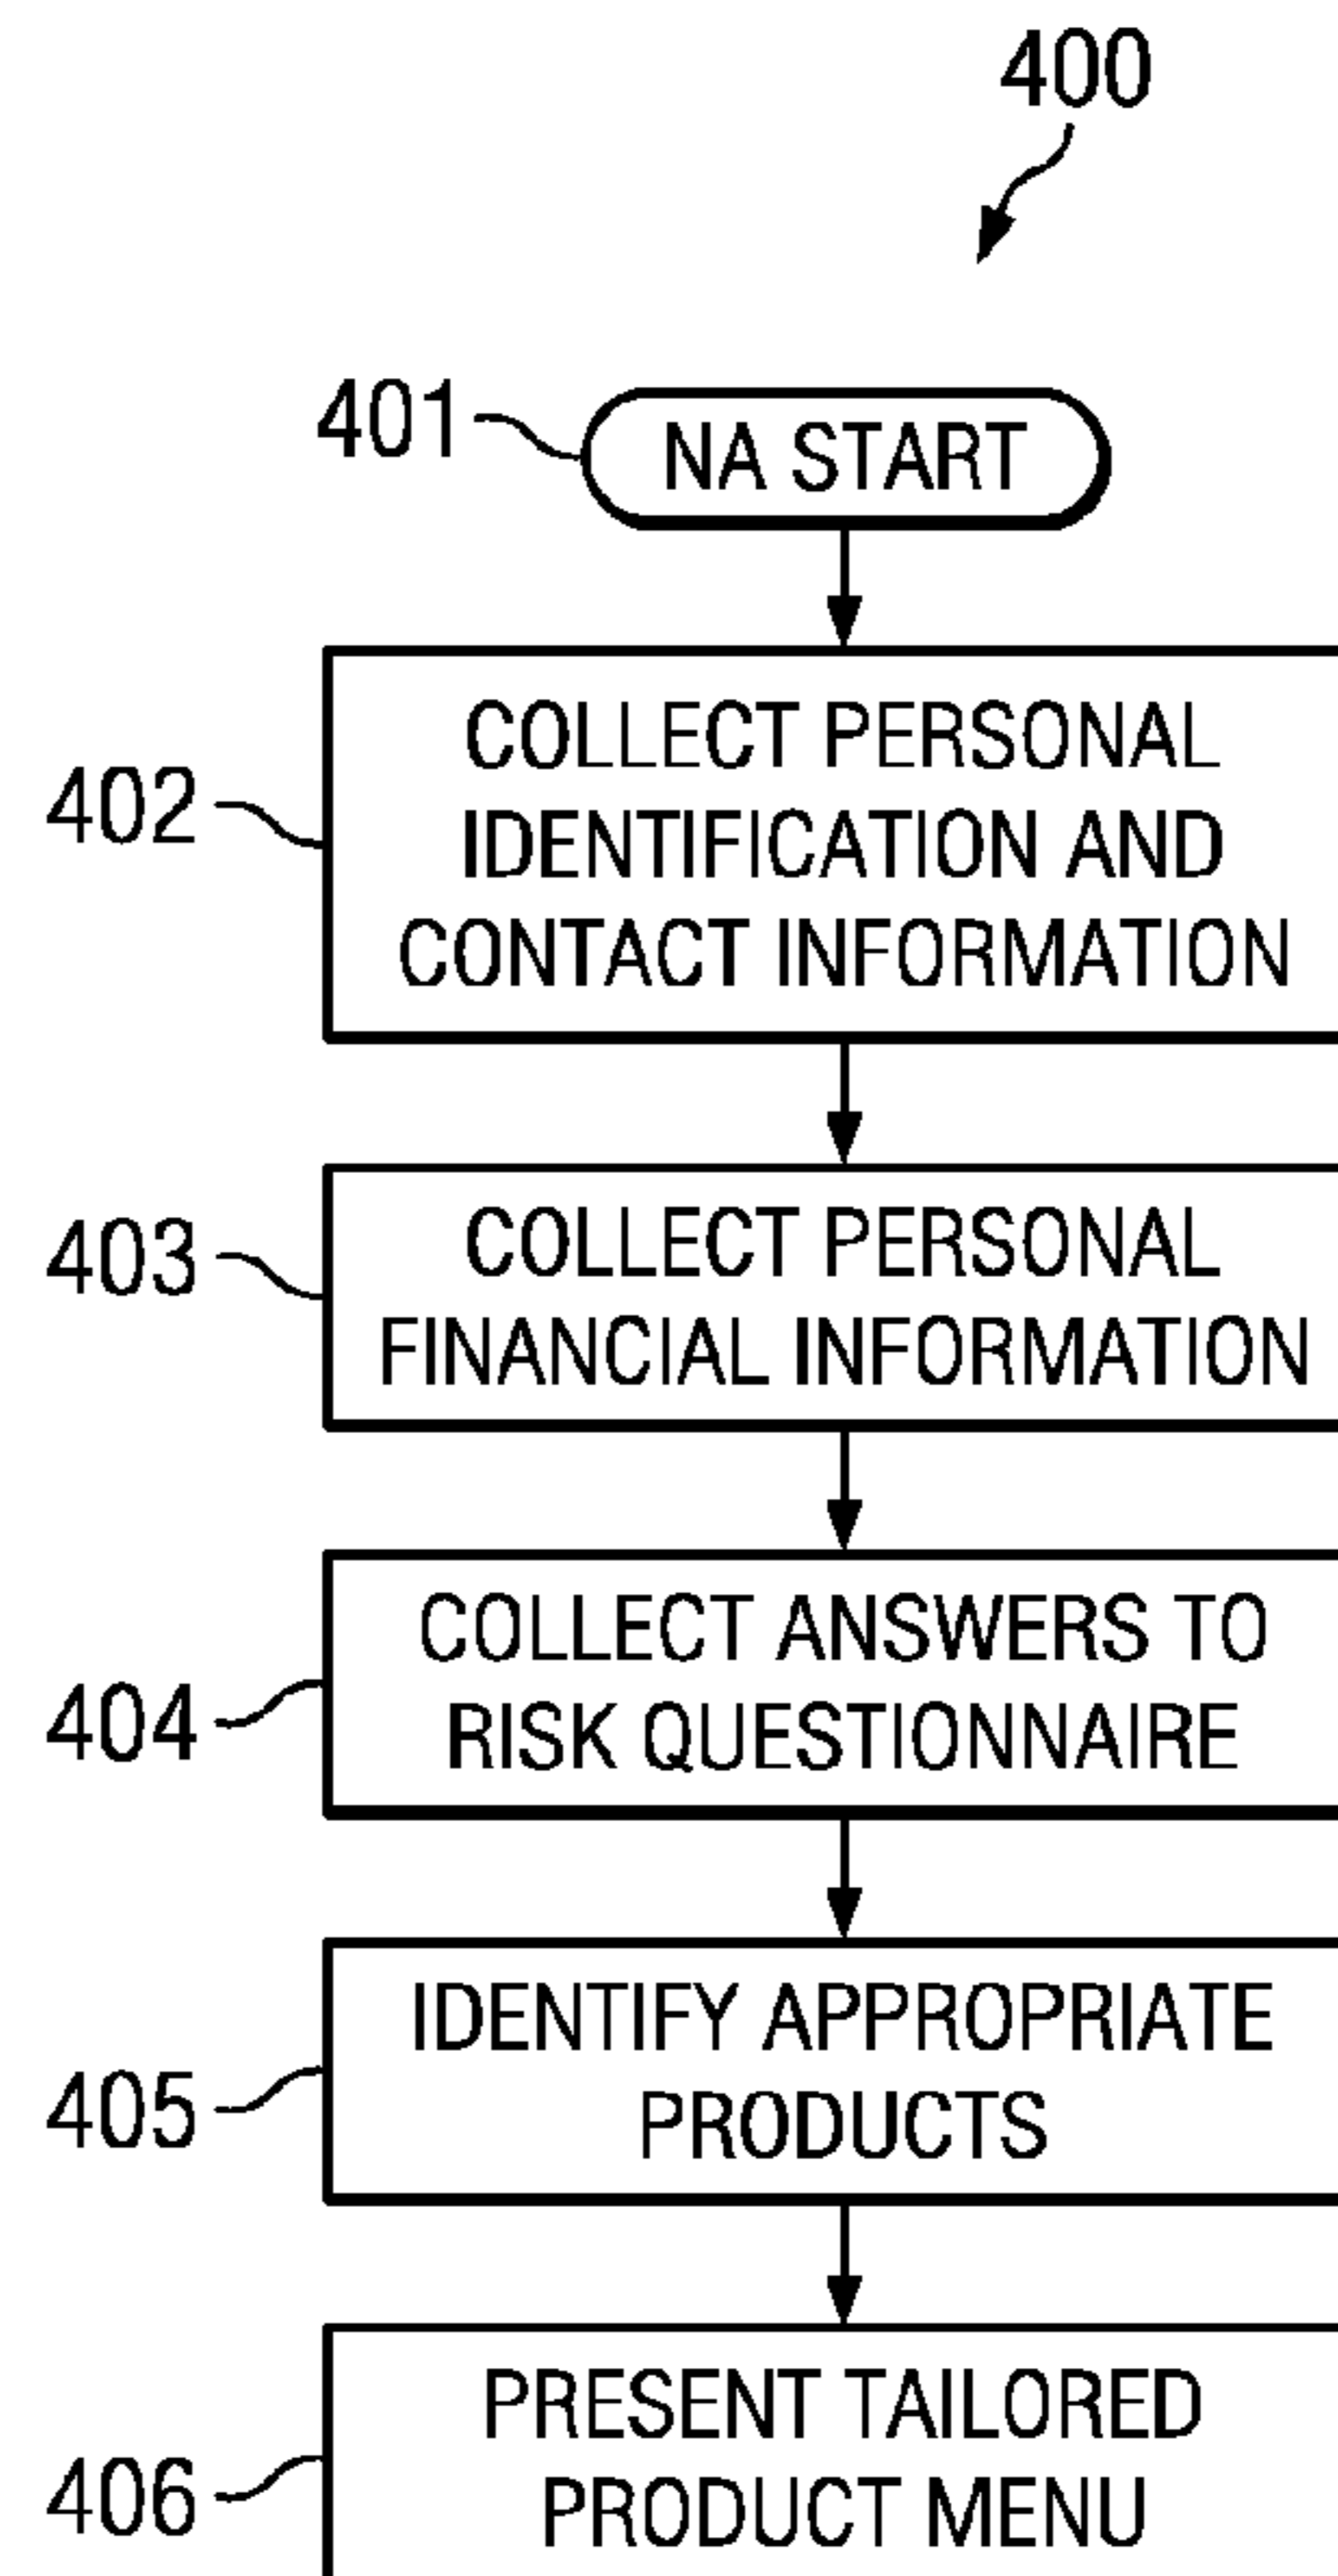 400
401
NA START
402
COLLECT PERSONAL
IDENTIFICATION AND
CONTACT INFORMATION
403
COLLECT PERSONAL
FINANCIAL INFORMATION
404
COLLECT ANSWERS TO
RISK QUESTIONNAIRE
405
IDENTIFY APPROPRIATE
PRODUCTS
406
PRESENT TAILORED
PRODUCT MENU